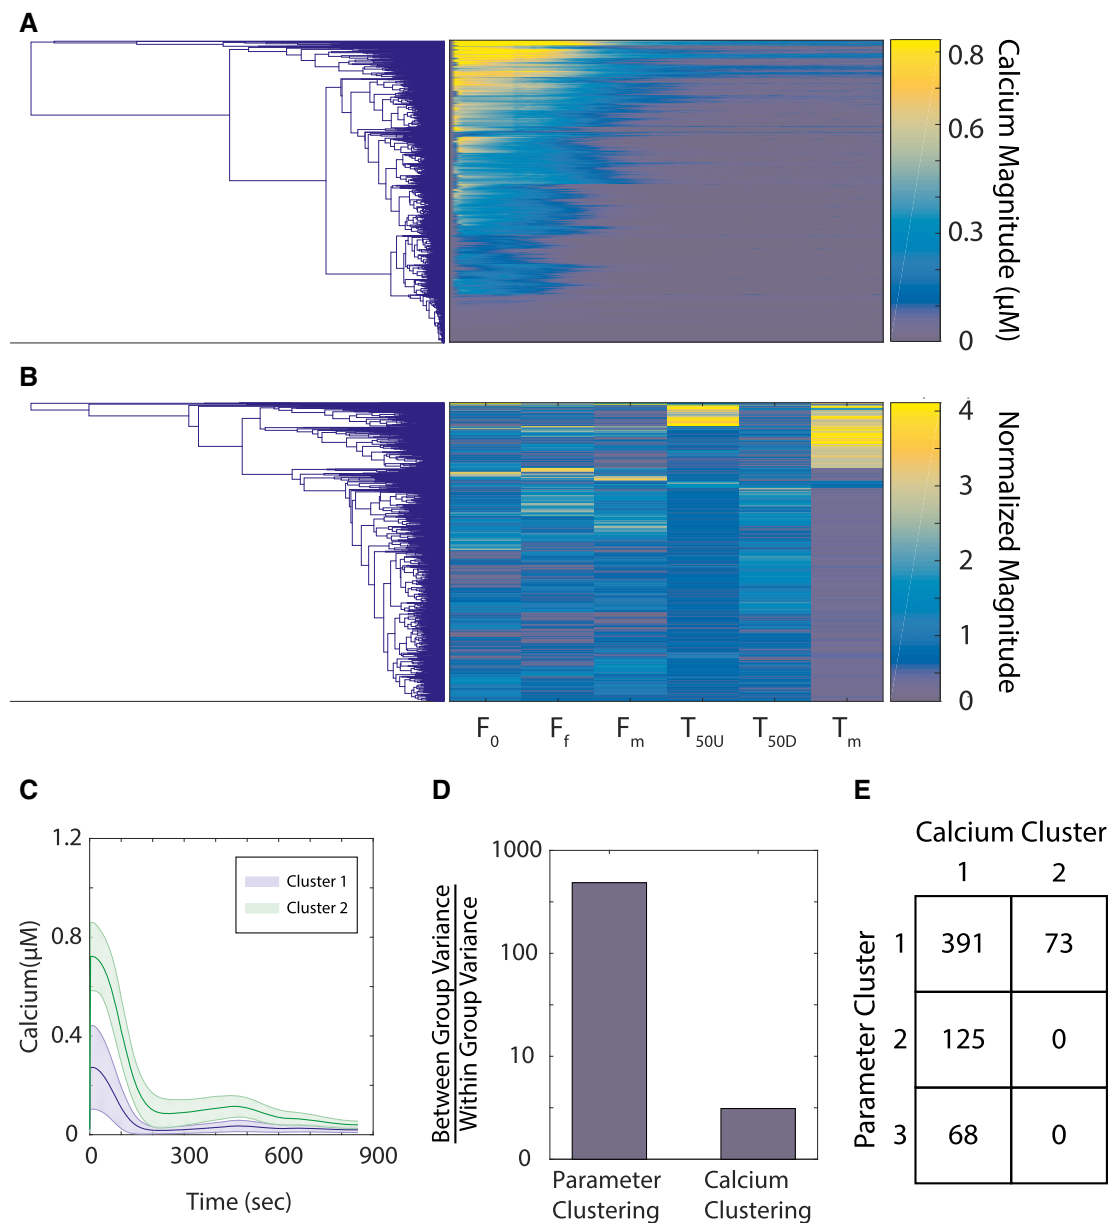 A
0.8
0.6
0.3
0
Calcium Magnitude (μM)
B
4
3
2
1
0
Normalized Magnitude
F0
Ff
Fm
T50U
T50D
Tm
C
1.2
0.8
0.4
0
Calcium(μM)
Cluster 1
Cluster 2
0
300
600
900
Time (sec)
D
1000
100
10
0
Between Group Variance
Within Group Variance
Parameter
Clustering
Calcium
Clustering
E
Calcium Cluster
1 2
Parameter Cluster
1 391 73
2 125 0
3 68 0